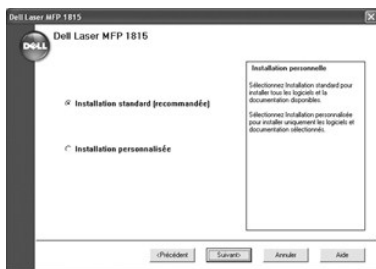 Dell Laser MFP 1815
Dell Laser MFP 1815
DELL
Installation standard (recommandée)
Installation personnalisée
Installation personnelle
Sélectionnez Installation standard pour
installer tous les logiciels et la
documentation disponibles.
Sélectionnez Installation personnalisée
pour installer uniquement les logiciels et
documentation sélectionnés.
<Précédent
Suivant>
Annuler
Aide